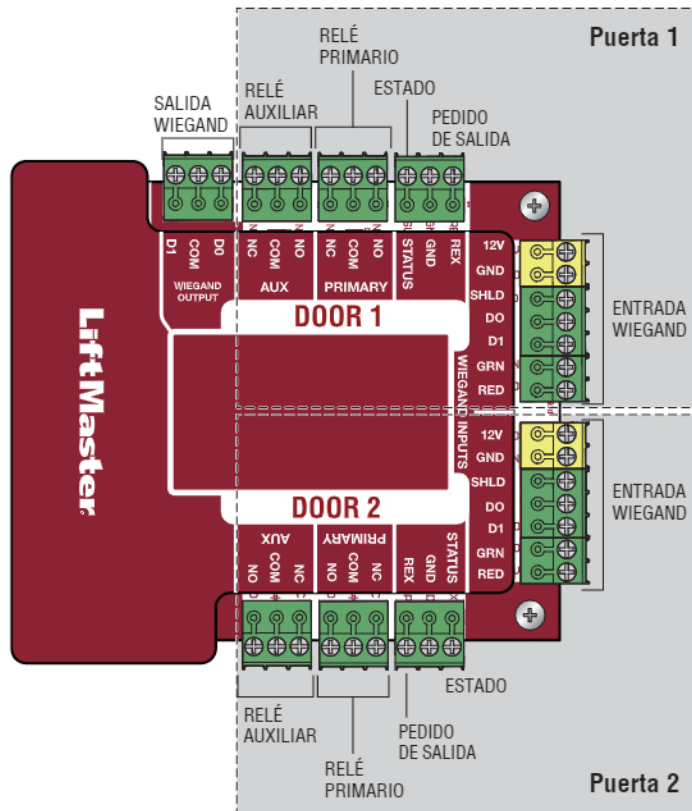 Puerta 1
RELÉ
PRIMARIO
RELÉ
AUXILIAR
ESTADO
SALIDA
WIEGAND
PEDIDO
DE SALIDA
D1
COM
D0
WIEGAND
OUTPUT
NC
COM
NO
AUX
NC
COM
NO
PRIMARY
STATUS
GND
REX
DOOR 1
12V
GND
SHLD
DO
D1
GRN
RED
ENTRADA
WIEGAND
LiftMaster
WIEGAND INPUTS
12V
GND
SHLD
DO
D1
GRN
RED
ENTRADA
WIEGAND
DOOR 2
AUX
NO
COM
NC
PRIMARY
NO
COM
NC
REX
GND
STATUS
ESTADO
RELÉ
AUXILIAR
PEDIDO
DE SALIDA
RELÉ
PRIMARIO
Puerta 2